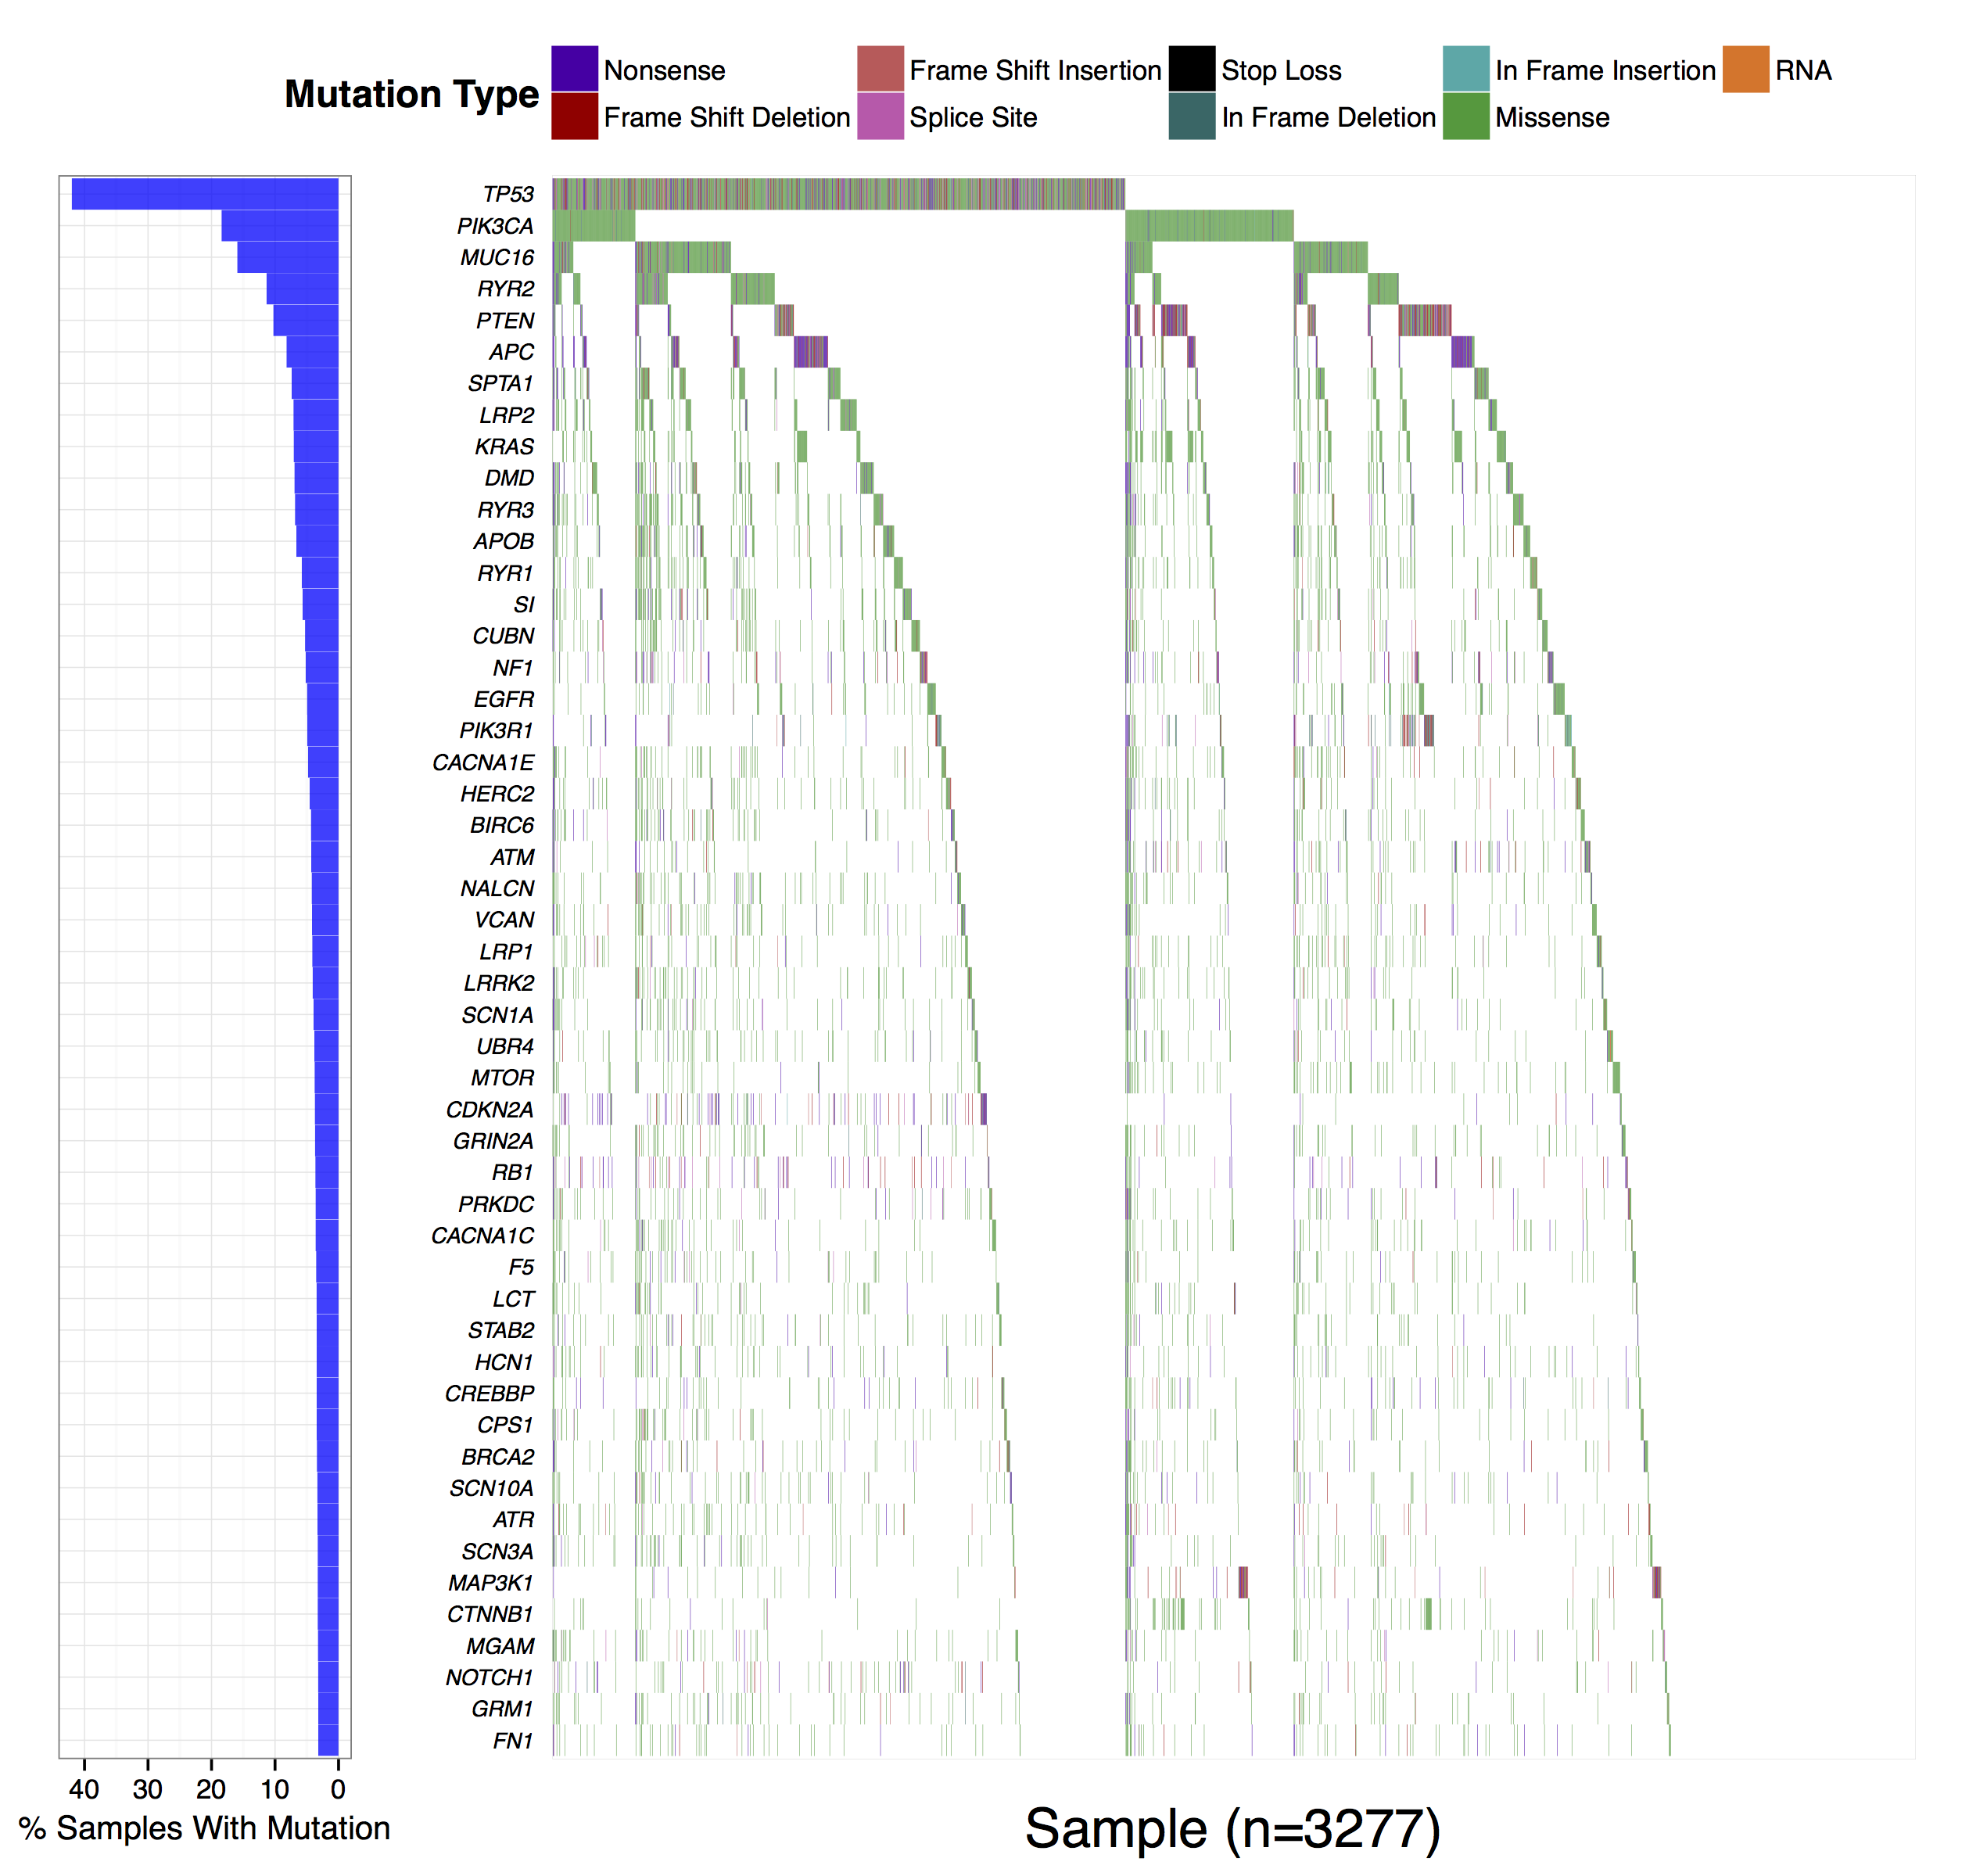 Mutation Type
Nonsense Frame Shift Insertion Stop Loss In Frame Insertion RNA
Frame Shift Deletion Splice Site In Frame Deletion Missense
TP53
PIK3CA
MUC16
RYR2
PTEN
APC
SPTA1
LRP2
KRAS
DMD
RYR3
APOB
RYR1
SI
CUBN
NF1
EGFR
PIK3R1
CACNA1E
HERC2
BIRC6
ATM
NALCN
VCAN
LRP1
LRRK2
SCN1A
UBR4
MTOR
CDKN2A
GRIN2A
RB1
PRKDC
CACNA1C
F5
LCT
STAB2
HCN1
CREBBP
CPS1
BRCA2
SCN10A
ATR
SCN3A
MAP3K1
CTNNB1
MGAM
NOTCH1
GRM1
FN1
40 30 20 10 0
% Samples With Mutation
Sample (n=3277)